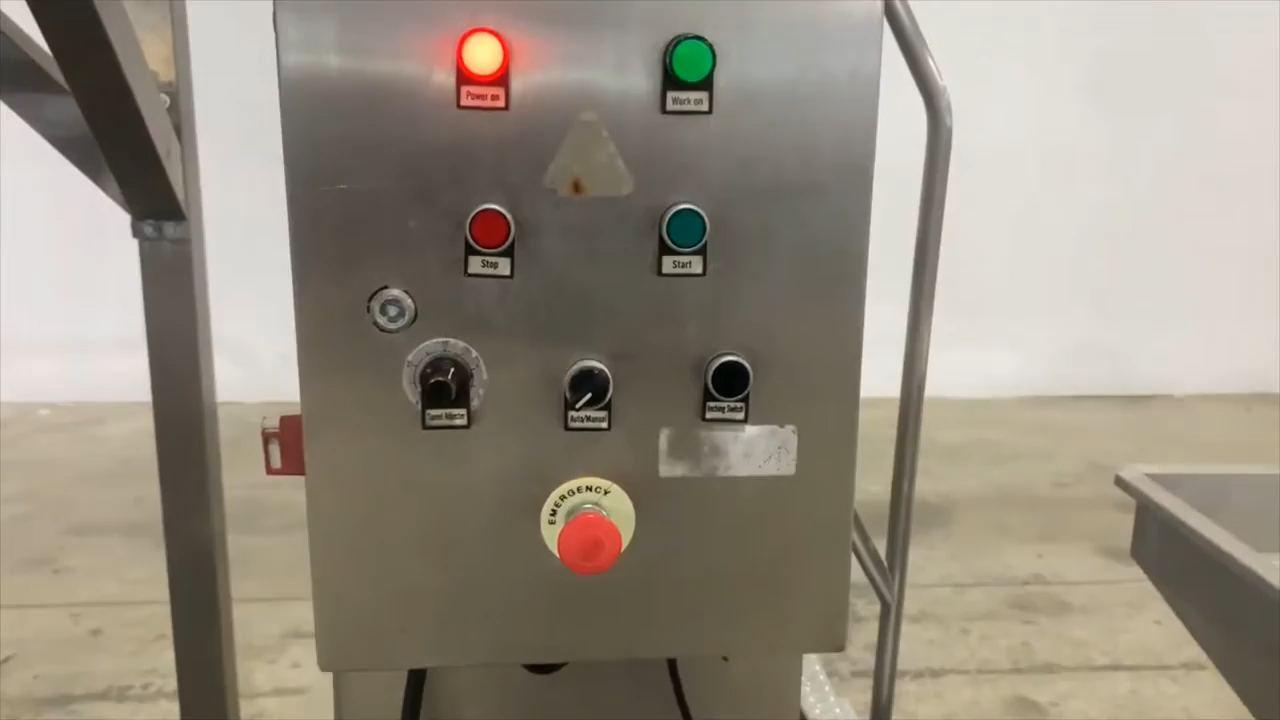 Power on
Work on
Stop
Start
Speed Adjuster
Auto/Manual
Inching Switch
EMERGENCY